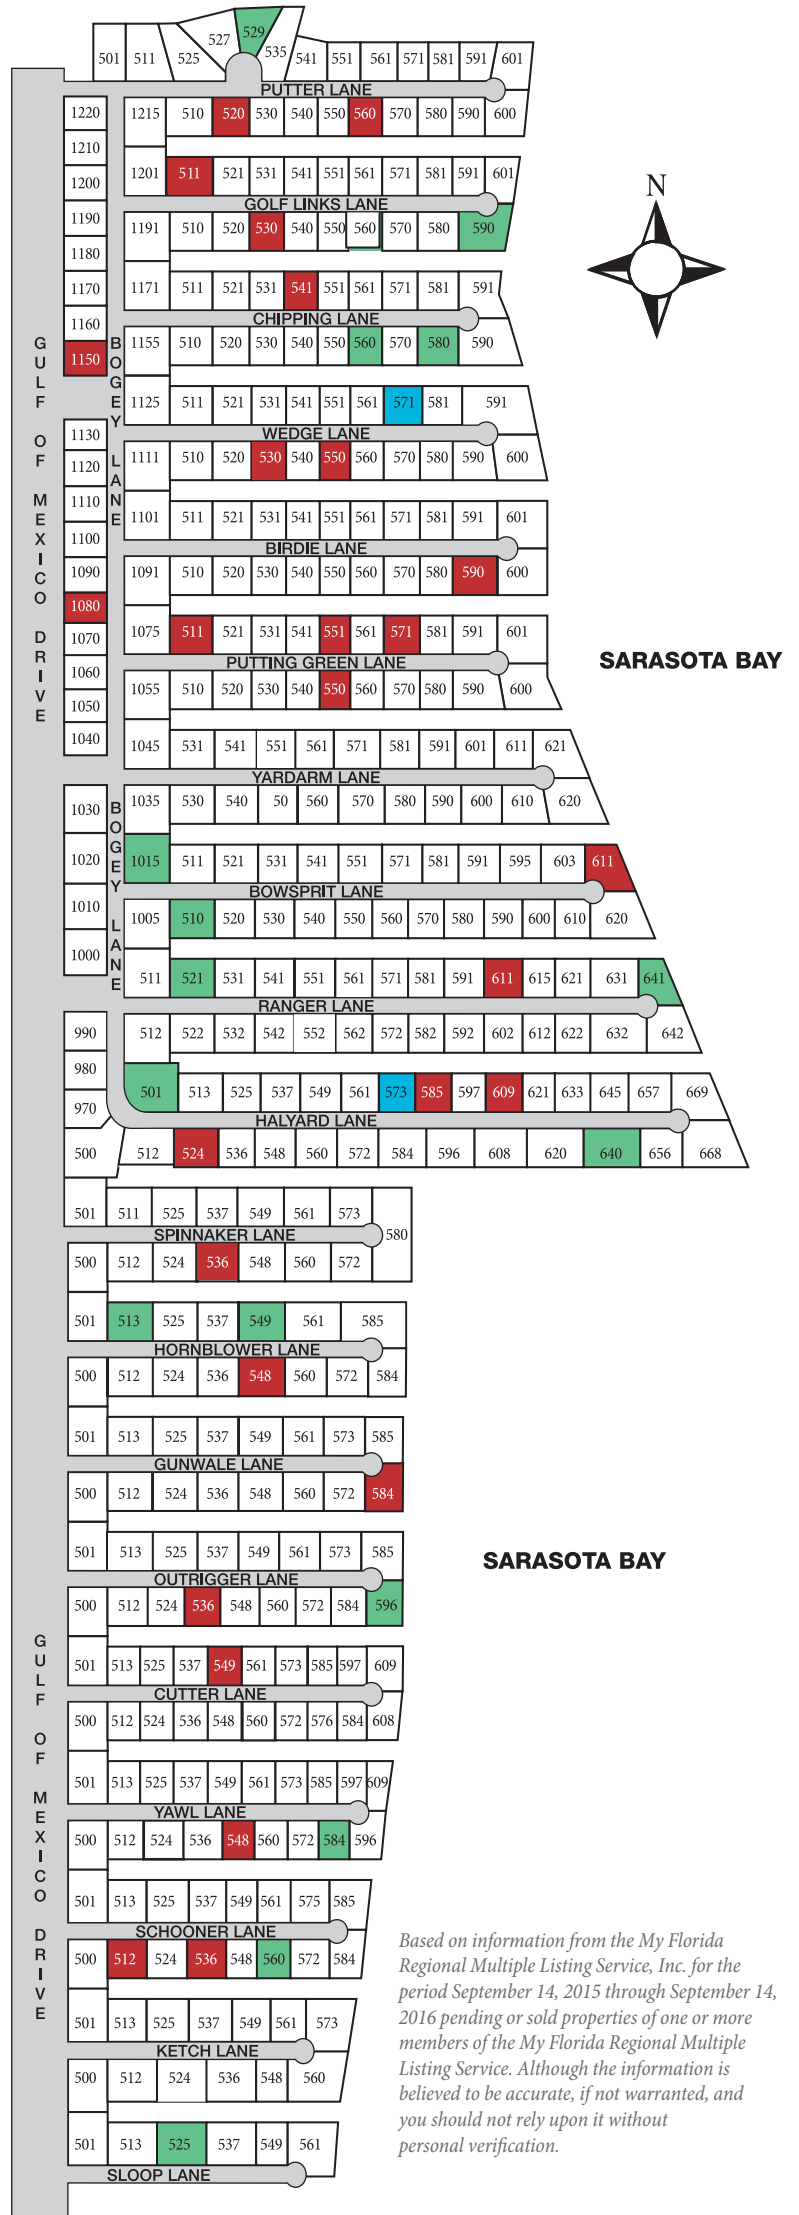 501 511 525 527 529 535 541 551 561 571 581 591 601
PUTTER LANE
1220 1215 510 520 530 540 550 560 570 580 590 600
1210
1200 1201 511 521 531 541 551 561 571 581 591 601
GOLF LINKS LANE
1190 1191 510 520 530 540 550 560 570 580 590
1180
1170 1171 511 521 531 541 551 561 571 581 591
CHIPPING LANE
1160
1150 1155 510 520 530 540 550 560 570 580 590
1125 511 521 531 541 551 561 571 581 591
WEDGE LANE
1130
1120 1111 510 520 530 540 550 560 570 580 590 600
1110
1100 1101 511 521 531 541 551 561 571 581 591 601
BIRDIE LANE
1090 1091 510 520 530 540 550 560 570 580 590 600
1080
1070 1075 511 521 531 541 551 561 571 581 591 601
PUTTING GREEN LANE
1060
1050 1055 510 520 530 540 550 560 570 580 590 600
1040 1045 531 541 551 561 571 581 591 601 611 621
YARDARM LANE
1030 1035 530 540 50 560 570 580 590 600 610 620
1020 1015 511 521 531 541 551 571 581 591 595 603 611
BOWSPRIT LANE
1010 1005 510 520 530 540 550 560 570 580 590 600 610 620
1000 511 521 531 541 551 561 571 581 591 611 615 621 631 641
RANGER LANE
990 512 522 532 542 552 562 572 582 592 602 612 622 632 642
980
970 501 513 525 537 549 561 573 585 597 609 621 633 645 657 669
HALYARD LANE
500 512 524 536 548 560 572 584 596 608 620 640 656 668
501 511 525 537 549 561 573 580
SPINNAKER LANE
500 512 524 536 548 560 572
501 513 525 537 549 561 585
HORNBLOWER LANE
500 512 524 536 548 560 572 584
501 513 525 537 549 561 573 585
GUNWALE LANE
500 512 524 536 548 560 572 584
501 513 525 537 549 561 573 585
OUTRIGGER LANE
500 512 524 536 548 560 572 584 596
501 513 525 537 549 561 573 585 597 609
CUTTER LANE
500 512 524 536 548 560 572 576 584 608
501 513 525 537 549 561 573 585 597 609
YAWL LANE
500 512 524 536 548 560 572 584 596
501 513 525 537 549 561 575 585
SCHOONER LANE
500 512 524 536 548 560 572 584
501 513 525 537 549 561 573
KETCH LANE
500 512 524 536 548 560
501 513 525 537 549 561
SLOOP LANE
GULF OF MEXICO DRIVE
BOGEY LANE
BOGEY LANE
GULF OF MEXICO DRIVE
N
SARASOTA BAY
SARASOTA BAY
Based on information from the My Florida
Regional Multiple Listing Service, Inc. for the
period September 14, 2015 through September 14,
2016 pending or sold properties of one or more
members of the My Florida Regional Multiple
Listing Service. Although the information is
believed to be accurate, if not warranted, and
you should not rely upon it without
personal verification.